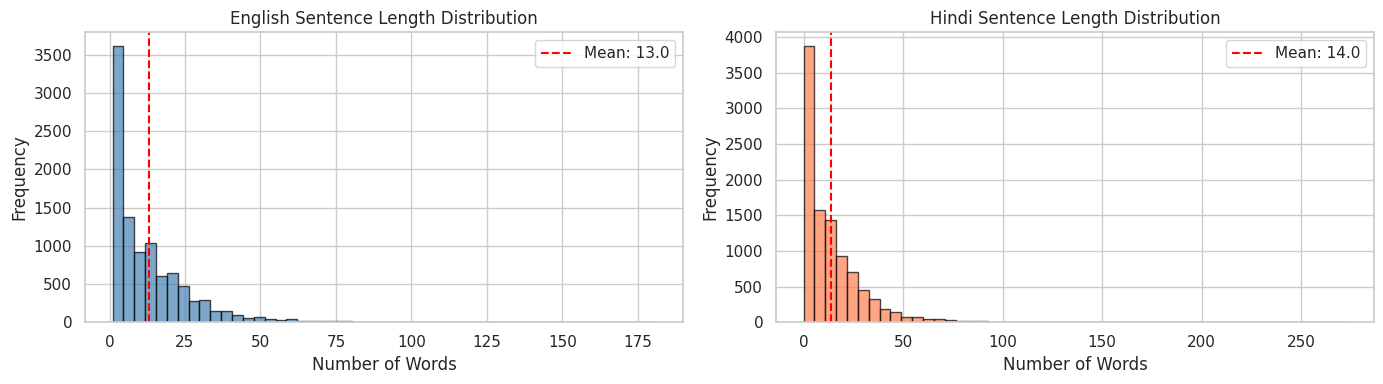 English Sentence Length Distribution
Mean: 13.0
3500
3000
2500
2000
1500
1000
500
0
Frequency
0 25 50 75 100 125 150 175
Number of Words
Hindi Sentence Length Distribution
Mean: 14.0
4000
3500
3000
2500
2000
1500
1000
500
0
Frequency
0 50 100 150 200 250
Number of Words